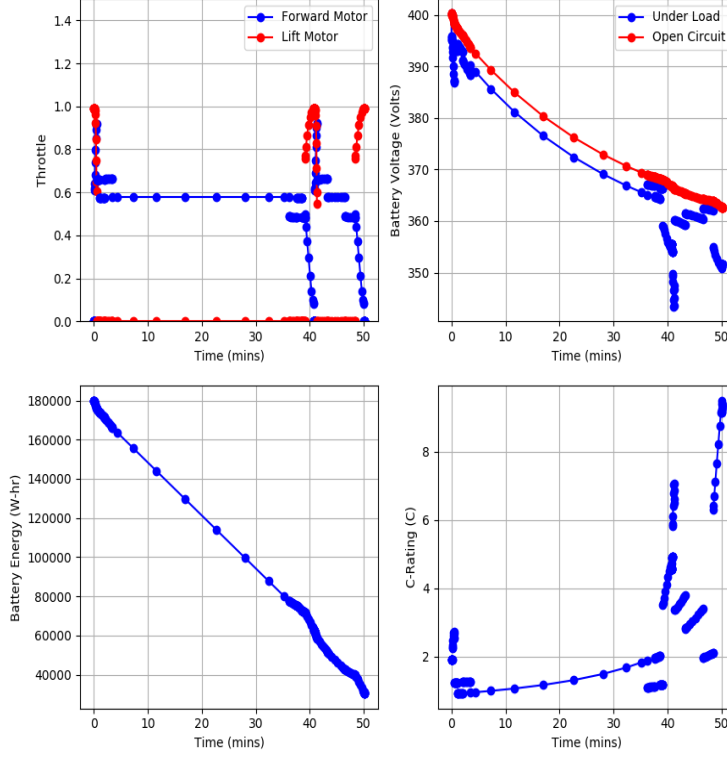 1.4
1.2
1.0
0.8
0.6
0.4
0.2
0.0
Throttle
Forward Motor
Lift Motor
0 10 20 30 40 50
Time (mins)
400
390
380
370
360
350
Battery Voltage (Volts)
Under Load
Open Circuit
0 10 20 30 40 50
Time (mins)
180000
160000
140000
120000
100000
80000
60000
40000
Battery Energy (W-hr)
0 10 20 30 40 50
Time (mins)
8
6
4
2
C-Rating (C)
0 10 20 30 40 50
Time (mins)